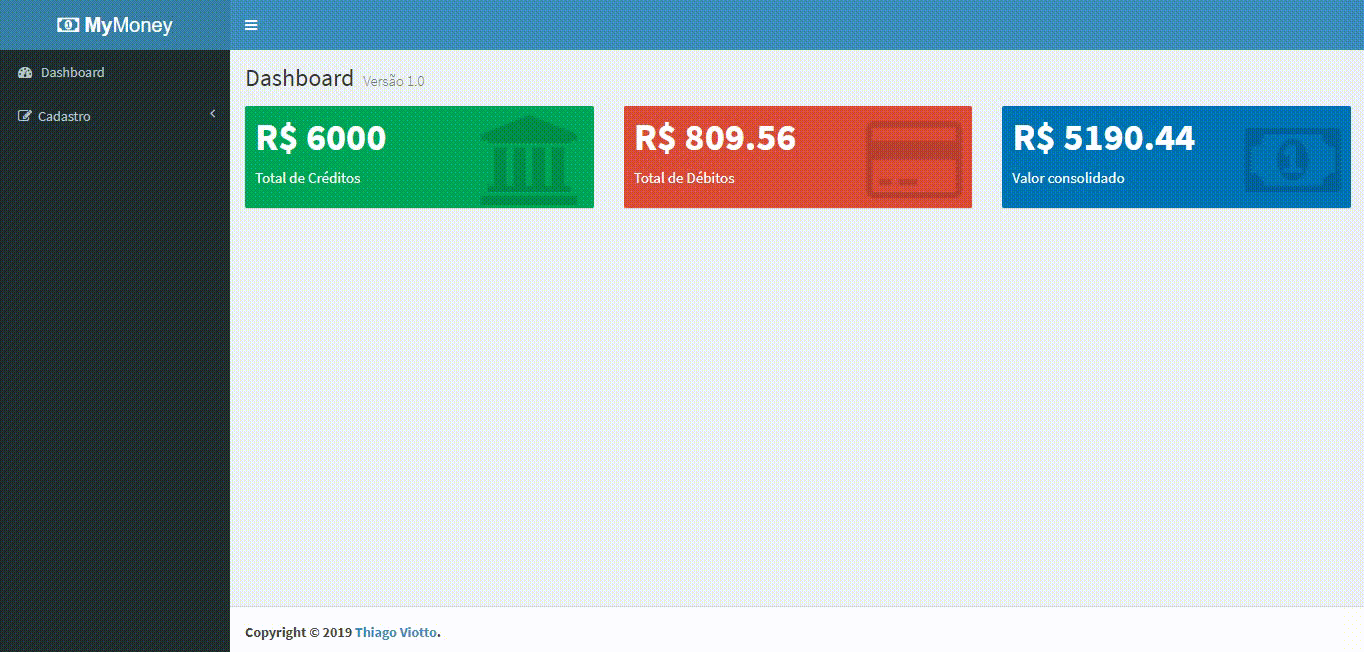 MyMoney
Dashboard
Cadastro
Dashboard Versão 1.0
R$ 6000
Total de Créditos
R$ 809.56
Total de Débitos
R$ 5190.44
Valor consolidado
Copyright © 2019 Thiago Viotto.